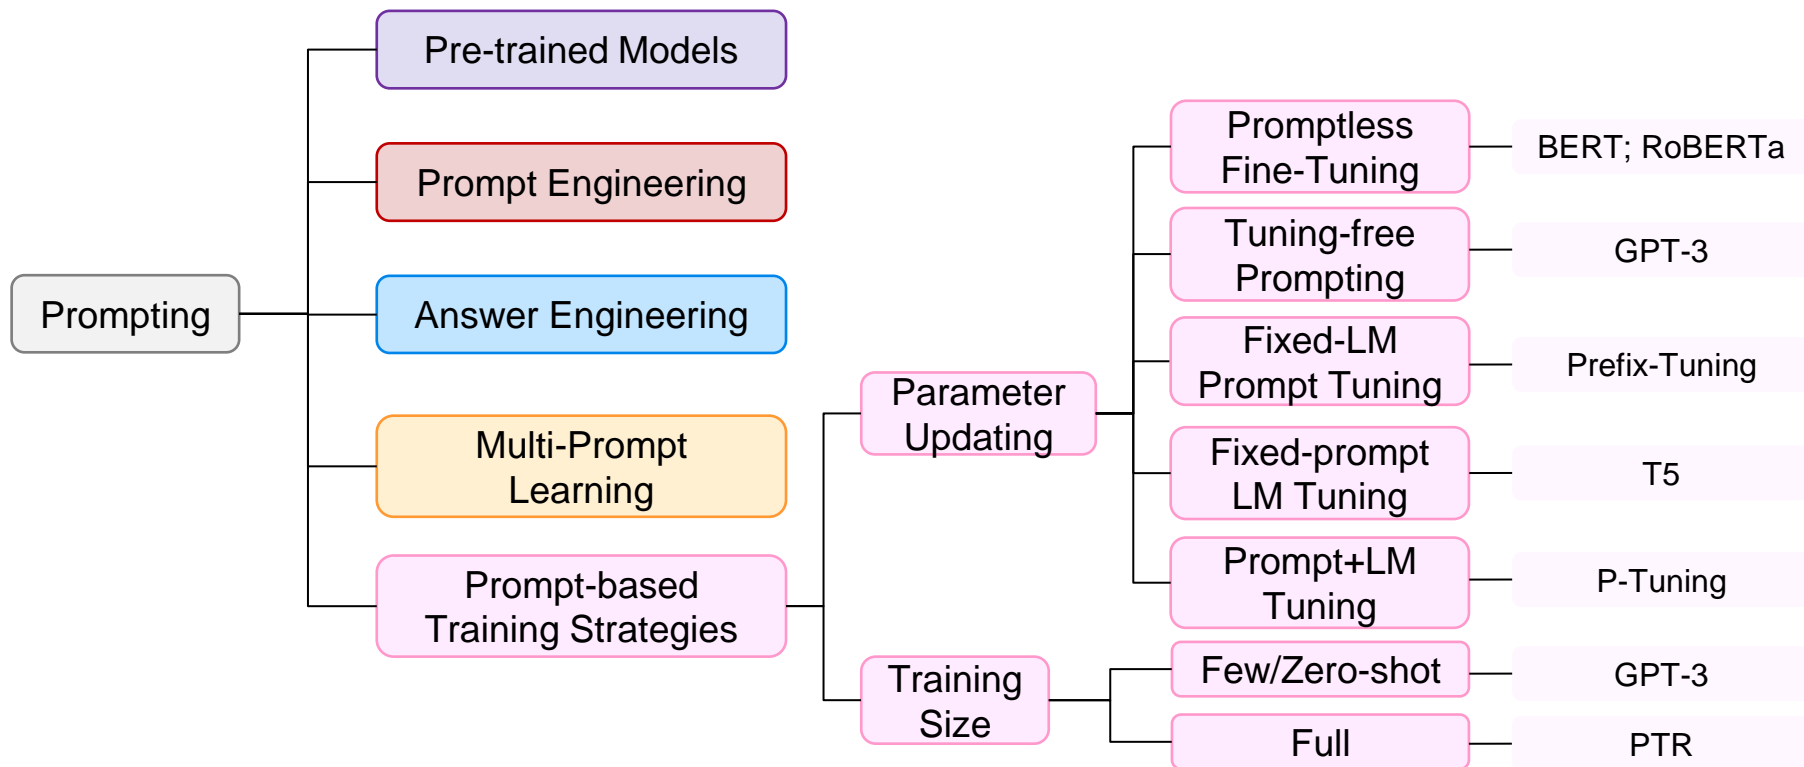 Prompting
Pre-trained Models
Prompt Engineering
Answer Engineering
Multi-Prompt
Learning
Prompt-based
Training Strategies
Parameter
Updating
Training
Size
Promptless
Fine-Tuning
BERT; RoBERTa
Tuning-free
Prompting
GPT-3
Fixed-LM
Prompt Tuning
Prefix-Tuning
Fixed-prompt
LM Tuning
T5
Prompt+LM
Tuning
P-Tuning
Few/Zero-shot
GPT-3
Full
PTR